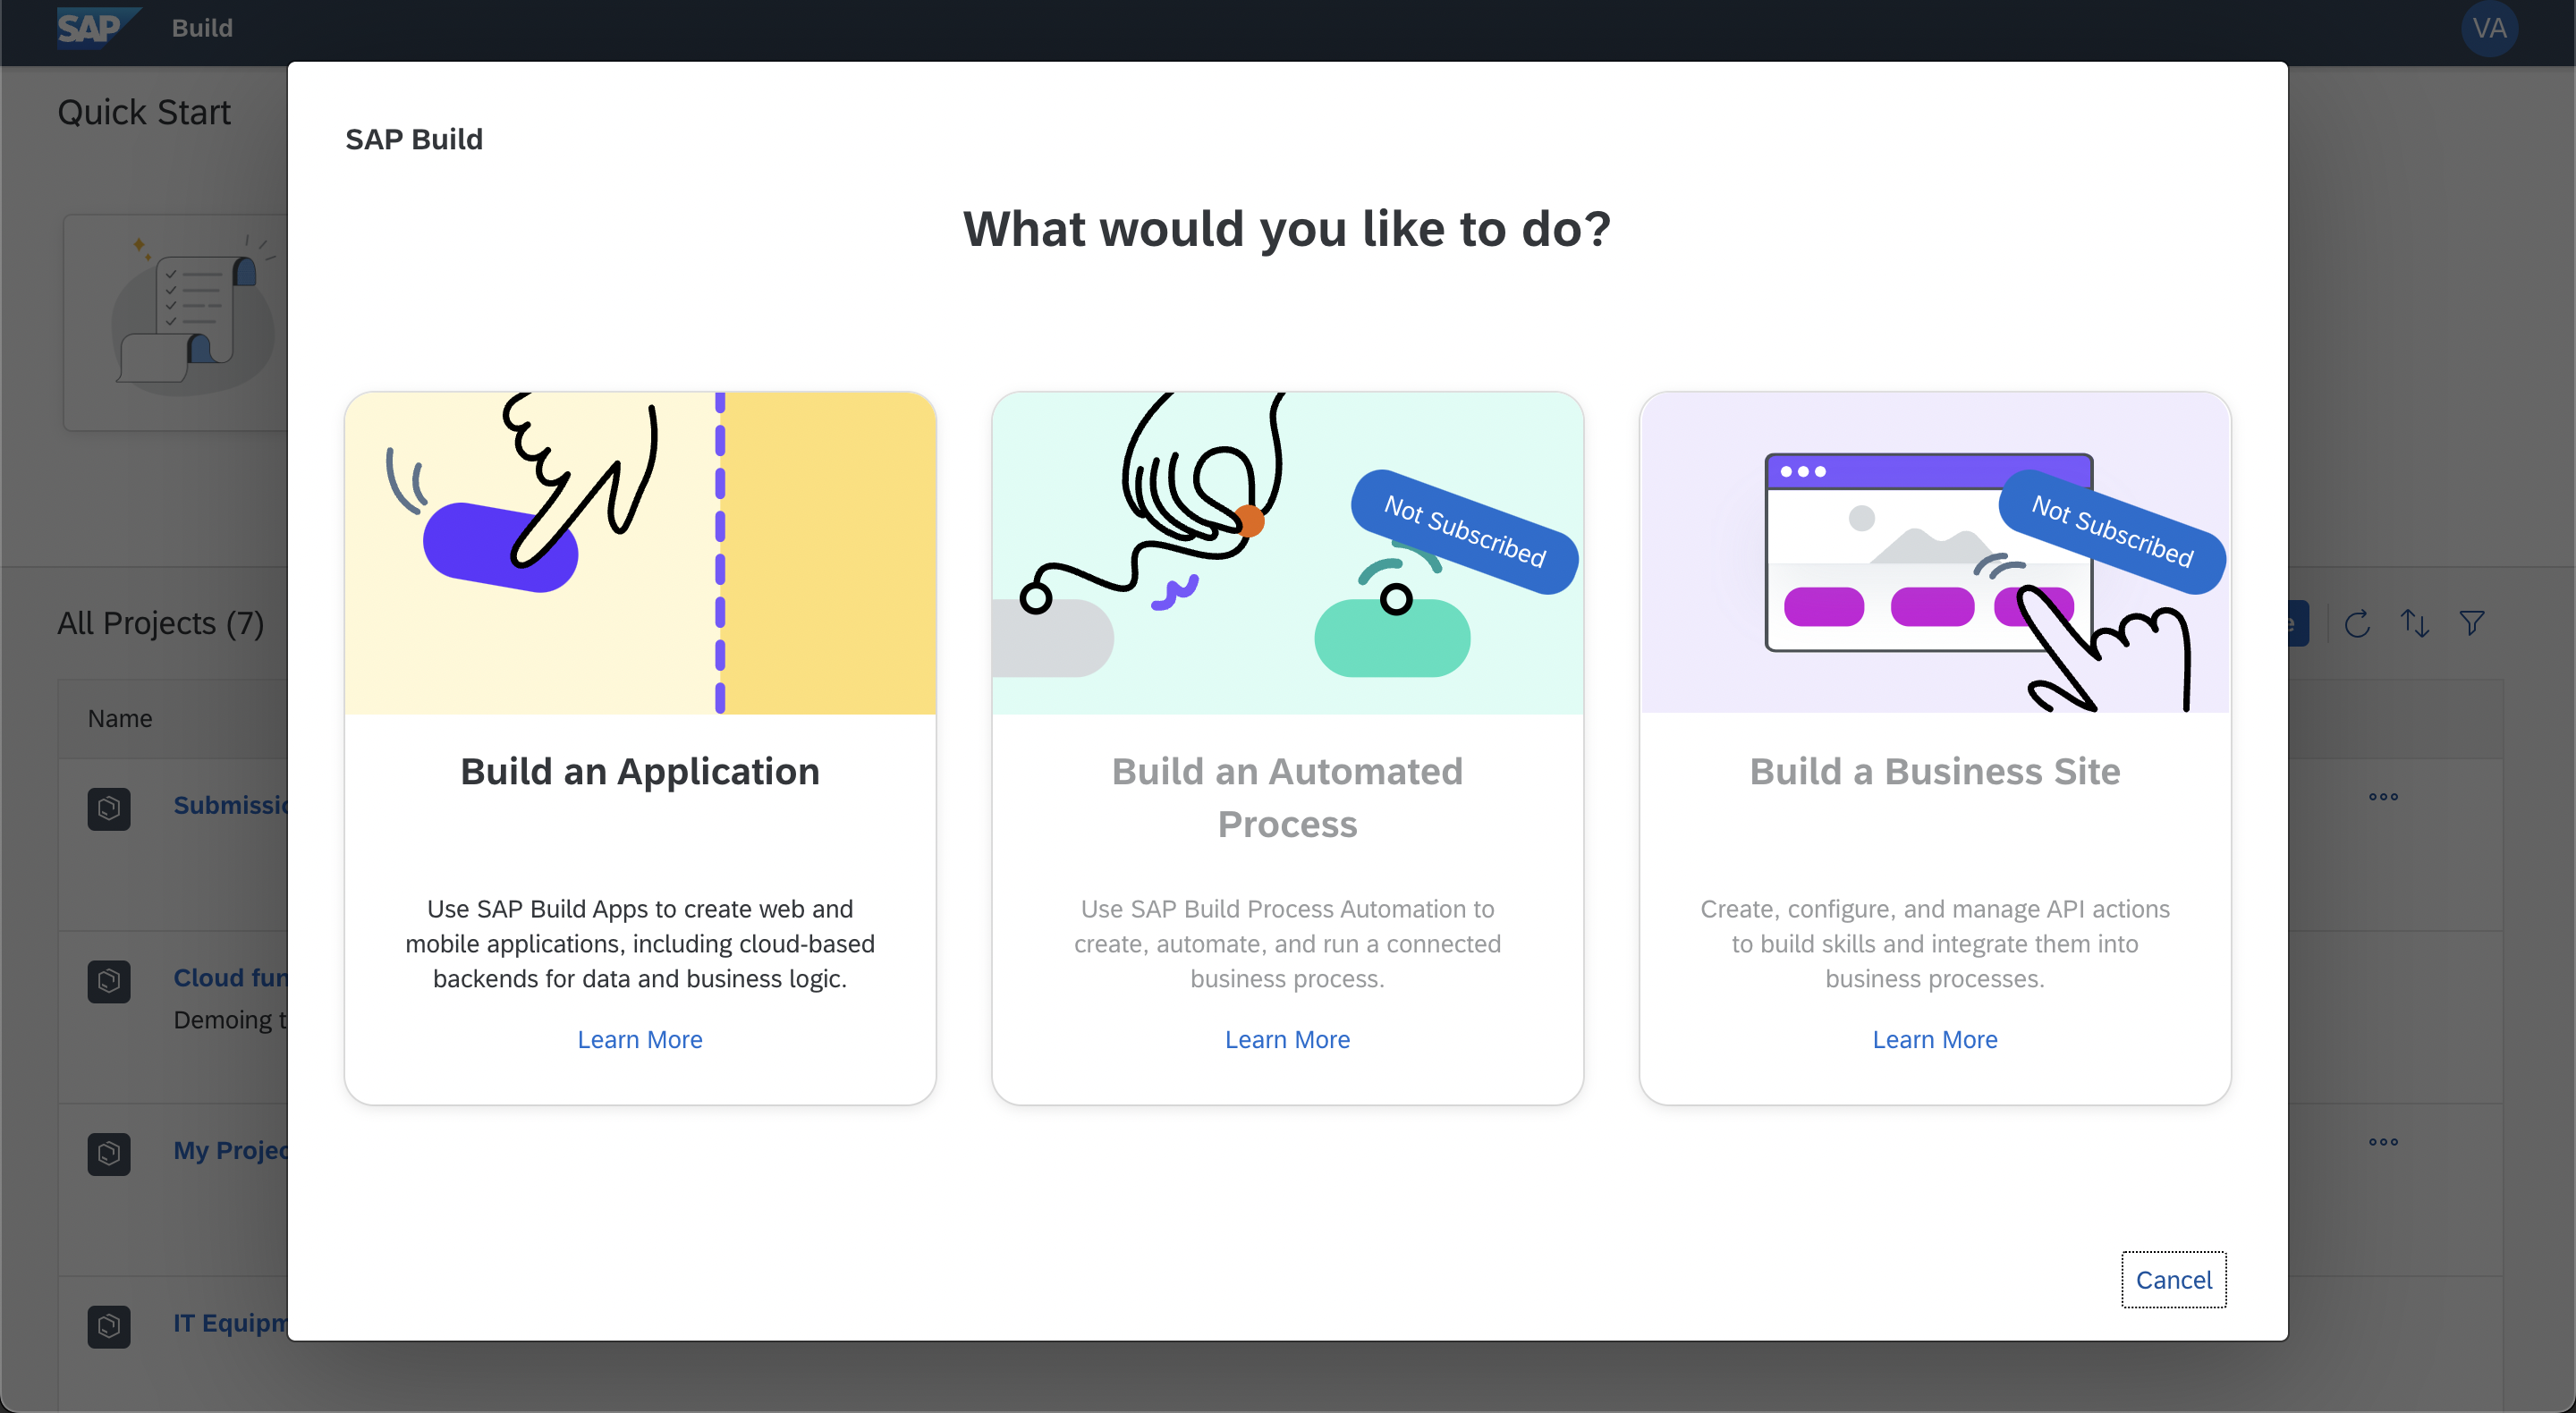 SAP
Build
VA
Quick Start
SAP Build
What would you like to do?
Not Subscribed
Not Subscribed
Build an Application
Use SAP Build Apps to create web and
mobile applications, including cloud-based
backends for data and business logic.
Learn More
Build an Automated
Process
Use SAP Build Process Automation to
create, automate, and run a connected
business process.
Learn More
Build a Business Site
Create, configure, and manage API actions
to build skills and integrate them into
business processes.
Learn More
Cancel
All Projects (7)
Name
Submissio
Cloud fun
Demoing t
My Projec
IT Equipm